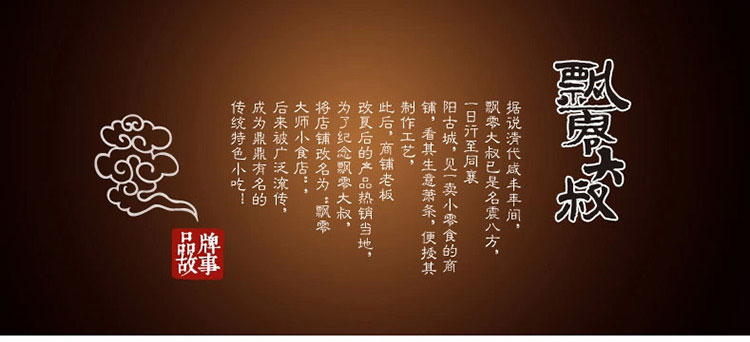 飘零大叔
据说清代咸丰年间，
飘零大叔已是名震八方，
一日泞至同襄
阳古城，见一卖小零食的商
铺，看其生意萧条，便授其
制作工艺，
此后，商铺老板
改夏后的产品热销当地，
为了纪念飘零大叔，
将店铺改名为“飘零
大师小食店”，
后来被广泛流传，
成为鼎鼎有名的
传统特色小吃！
品牌
故事